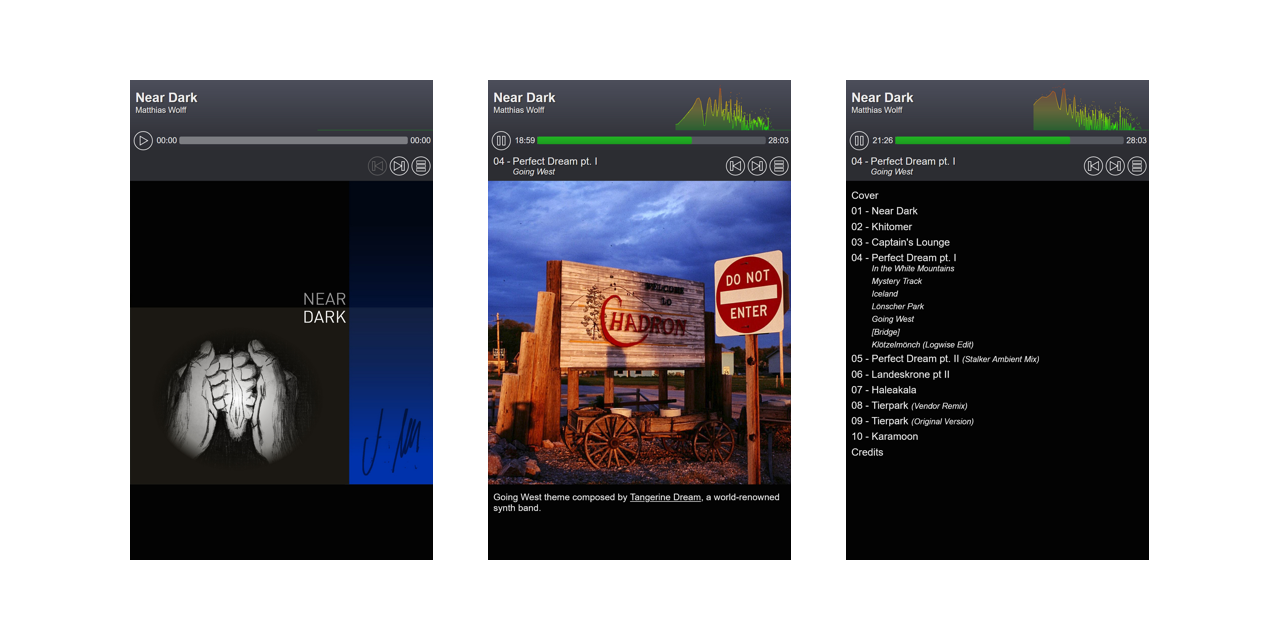 Near Dark
Matthias Wolff
00:00
00:00
NEAR
DARK
Near Dark
Matthias Wolff
18:59
28:03
04 - Perfect Dream pt. I
Going West
WELCOME
TO
CHADRON
DO NOT
ENTER
Going West theme composed by Tangerine Dream, a world-renowned
synth band.
Near Dark
Matthias Wolff
21:26
28:03
04 - Perfect Dream pt. I
Going West
Cover
01 - Near Dark
02 - Khitomer
03 - Captain's Lounge
04 - Perfect Dream pt. I
In the White Mountains
Mystery Track
Iceland
Lönscher Park
Going West
[Bridge]
Klötzelmönch (Logwise Edit)
05 - Perfect Dream pt. II (Stalker Ambient Mix)
06 - Landeskrone pt II
07 - Haleakala
08 - Tierpark (Vendor Remix)
09 - Tierpark (Original Version)
10 - Karamoon
Credits